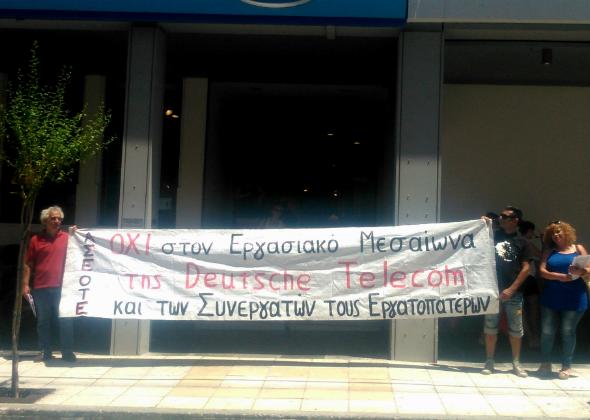 ΑΣΕΟΤΕ
ΟΧΙ στον Εργασιακό Μεσαίωνα
της Deutsche Telecom
και των Συνεργατών τους Εργατοπατέρων